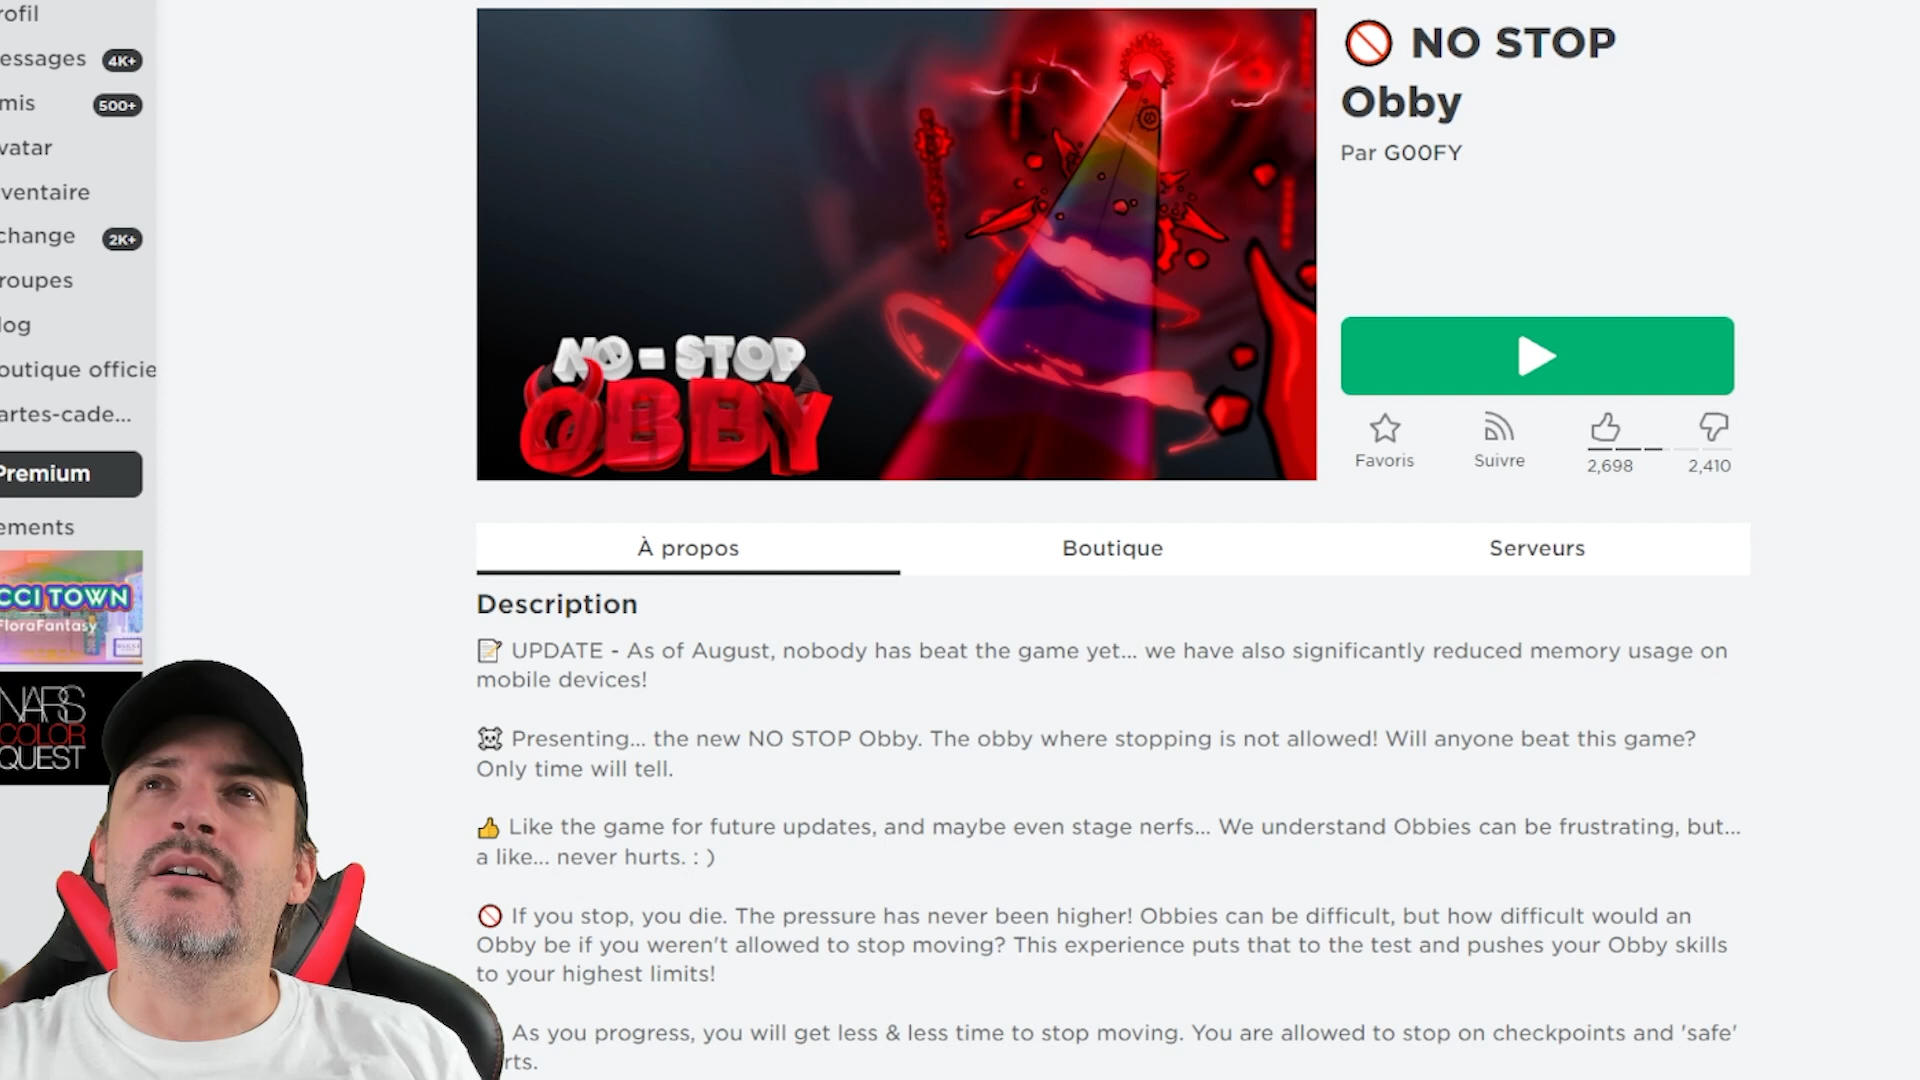 rofil
essages 4K+
mis 500+
vatar
ventaire
change 2K+
roupes
log
outique officie
artes-cade...
Premium
ements
CCI TOWN
FloraFantasy
NARS
COLOR
QUEST
NO - STOP
OBBY
NO STOP
Obby
Par G00FY
Favoris
Suivre
2,698
2,410
À propos
Boutique
Serveurs
Description
📝 UPDATE - As of August, nobody has beat the game yet... we have also significantly reduced memory usage on
mobile devices!
☠ Presenting... the new NO STOP Obby. The obby where stopping is not allowed! Will anyone beat this game?
Only time will tell.
👍 Like the game for future updates, and maybe even stage nerfs... We understand Obbies can be frustrating, but...
a like... never hurts. : )
🚫 If you stop, you die. The pressure has never been higher! Obbies can be difficult, but how difficult would an
Obby be if you weren't allowed to stop moving? This experience puts that to the test and pushes your Obby skills
to your highest limits!
As you progress, you will get less & less time to stop moving. You are allowed to stop on checkpoints and 'safe'
rts.